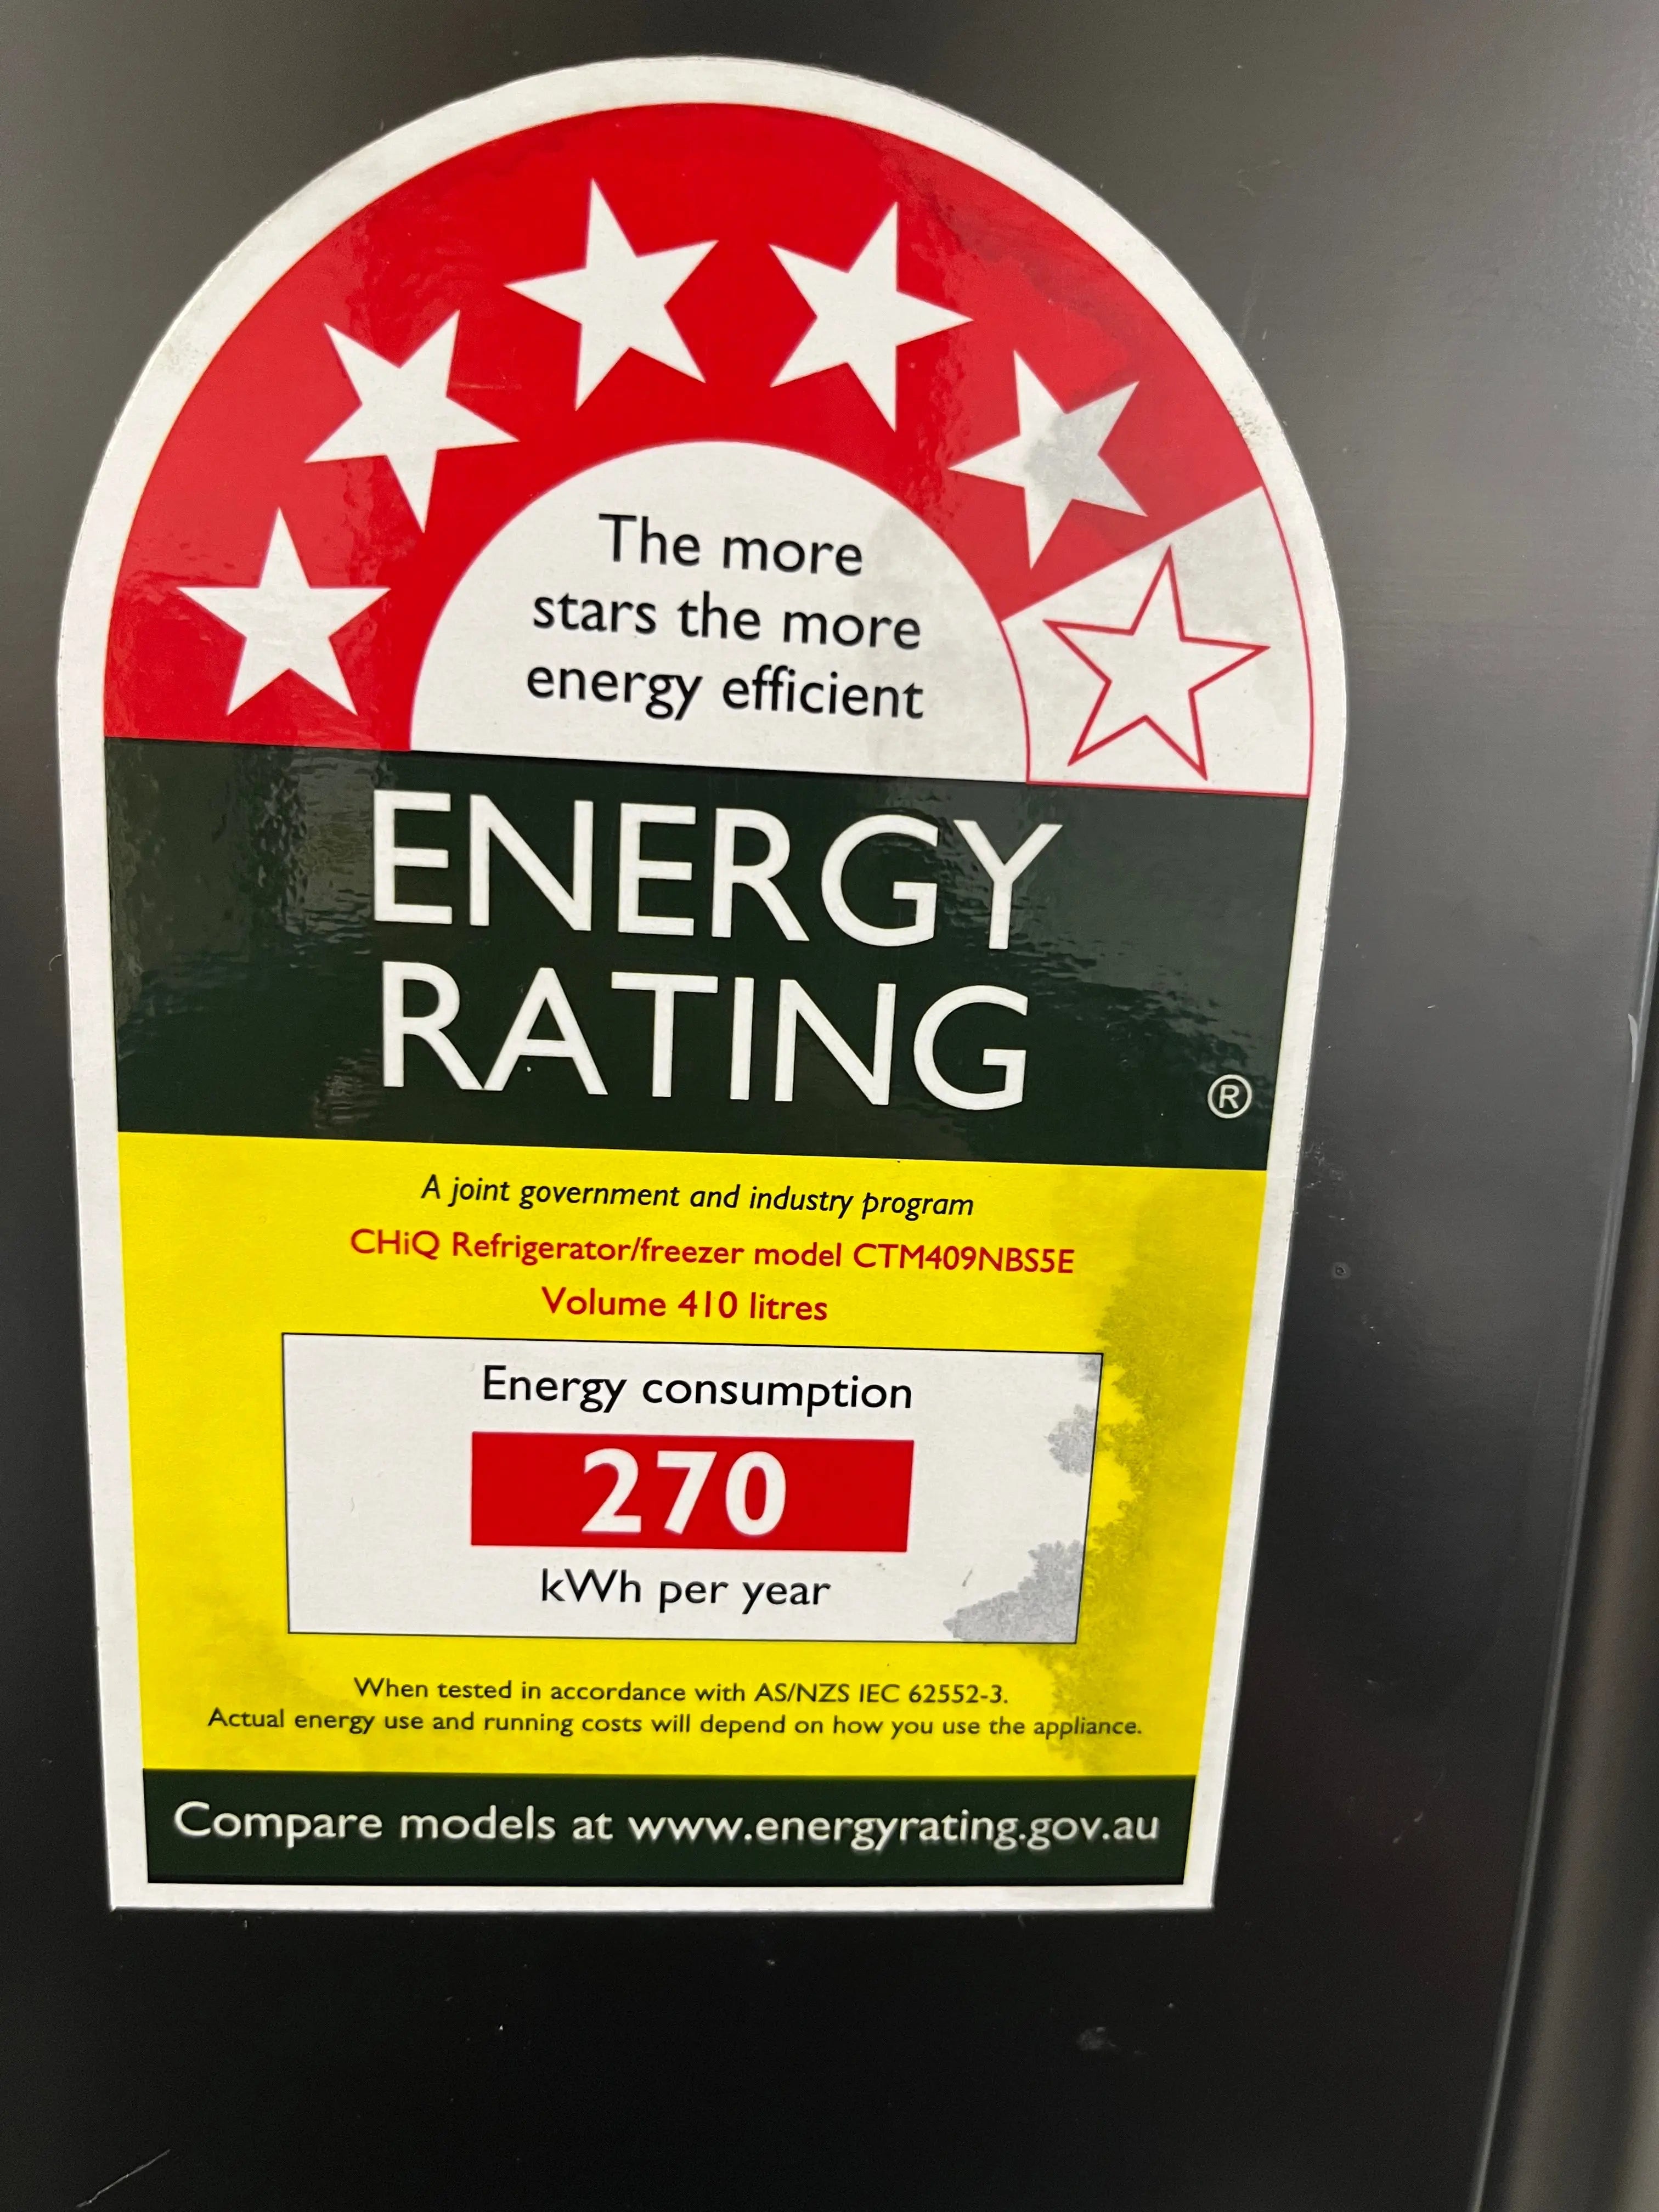 The more
stars the more
energy efficient
ENERGY
RATING
®
A joint government and industry program
CHiQ Refrigerator/freezer model CTM409NBS5E
Volume 410 litres
Energy consumption
270
kWh per year
When tested in accordance with AS/NZS IEC 62552-3.
Actual energy use and running costs will depend on how you use the appliance.
Compare models at www.energyrating.gov.au